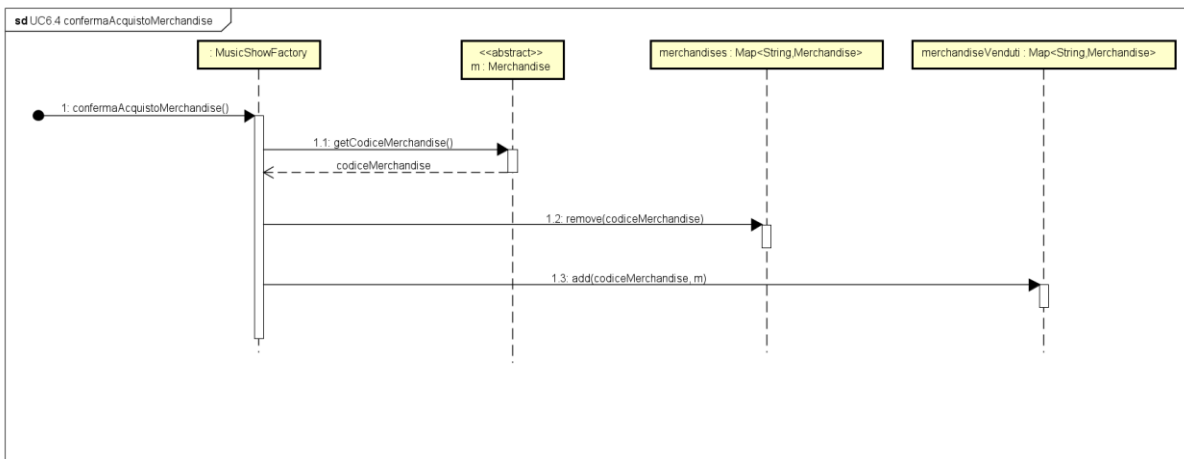 sd UC6.4 confermaAcquistoMerchandise
: MusicShowFactory
<<abstract>>
m : Merchandise
merchandises : Map<String,Merchandise>
merchandiseVenduti : Map<String,Merchandise>
1: confermaAcquistoMerchandise()
1.1: getCodiceMerchandise()
codiceMerchandise
1.2: remove(codiceMerchandise)
1.3: add(codiceMerchandise, m)